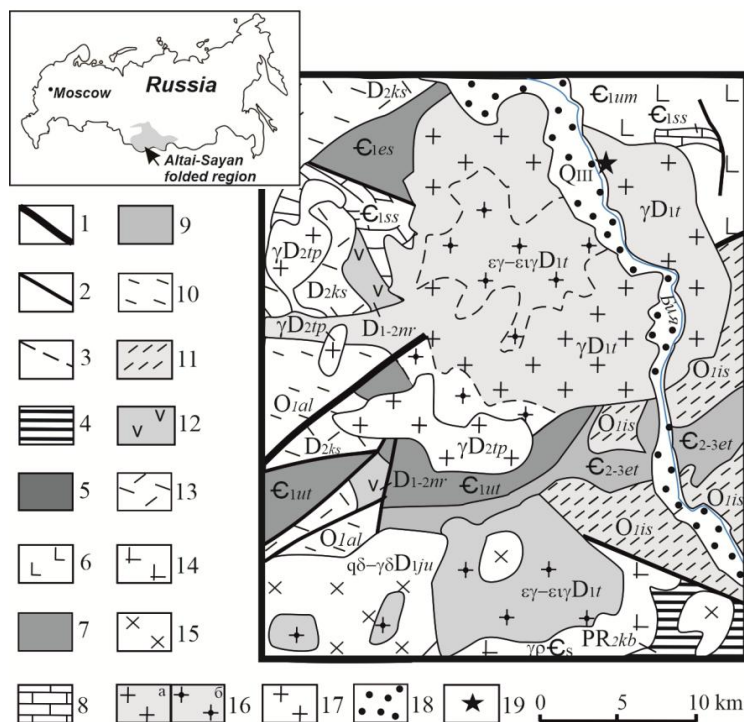 Russia
Moscow
Altai-Sayan
folded region
D2ks
Є1um
Є1ss
Є1es
QIII
Є1ss
γD1t
γD2tp
εγ–ειγD1t
D2ks
v
v
Бия
γD2tp
D1-2nr
γD1t
O1is
O1al
O1is
D2ks
γD2tp
Є2-3et
Є2-3et
Є1ut
v
D1-2nr
Є1ut
O1is
O1al
O1is
qδ–γδD1ju
εγ–ειγD1t
PR2kb
γρЄs
1
9
2
10
3
11
4
5
v
v
12
13
6
14
7
15
8
а
б
16
17
18
19
0
5
10 km